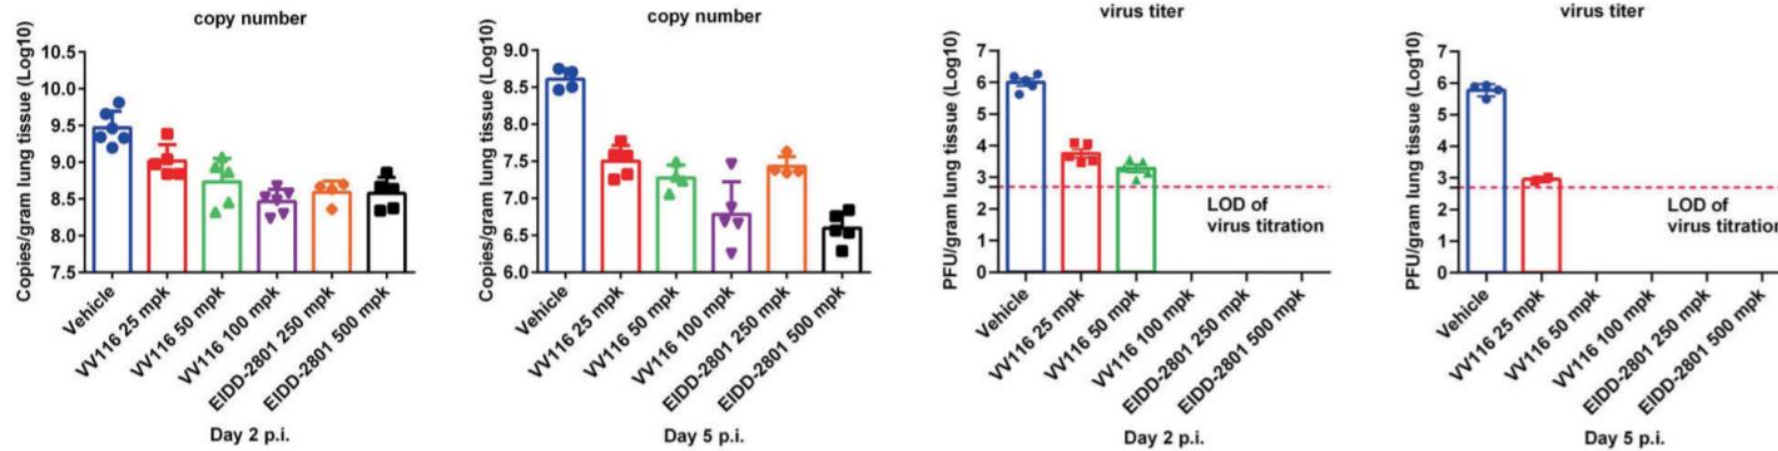 copy number
Copies/gram lung tissue (Log10)
10.5
10.0
9.5
9.0
8.5
8.0
7.5
Vehicle
VV116 25 mpk
VV116 50 mpk
VV116 100 mpk
EIDD-2801 250 mpk
EIDD-2801 500 mpk
Day 2 p.i.
copy number
Copies/gram lung tissue (Log10)
9.0
8.5
8.0
7.5
7.0
6.5
6.0
Vehicle
VV116 25 mpk
VV116 50 mpk
VV116 100 mpk
EIDD-2801 250 mpk
EIDD-2801 500 mpk
Day 5 p.i.
virus titer
PFU/gram lung tissue (Log10)
7
6
5
4
3
2
1
0
LOD of
virus titration
Vehicle
VV116 25 mpk
VV116 50 mpk
VV116 100 mpk
EIDD-2801 250 mpk
EIDD-2801 500 mpk
Day 2 p.i.
virus titer
PFU/gram lung tissue (Log10)
7
6
5
4
3
2
1
0
LOD of
virus titration
Vehicle
VV116 25 mpk
VV116 50 mpk
VV116 100 mpk
EIDD-2801 250 mpk
EIDD-2801 500 mpk
Day 5 p.i.